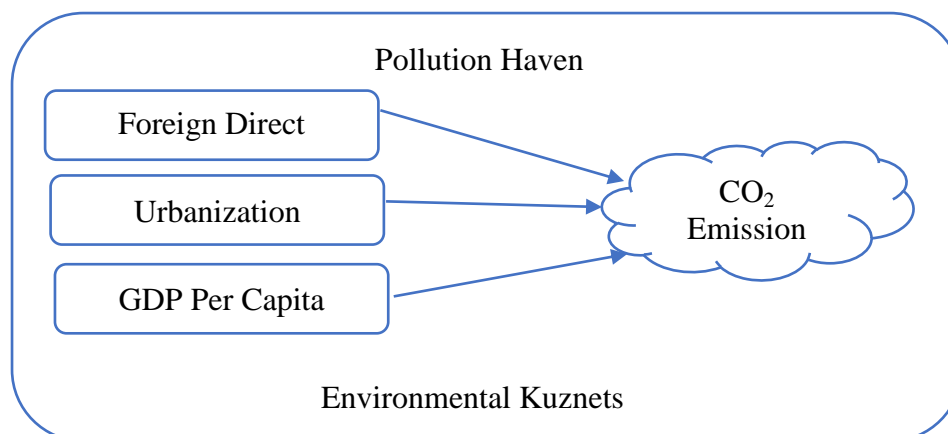 Pollution Haven
Foreign Direct
Urbanization
GDP Per Capita
CO₂
Emission
Environmental Kuznets